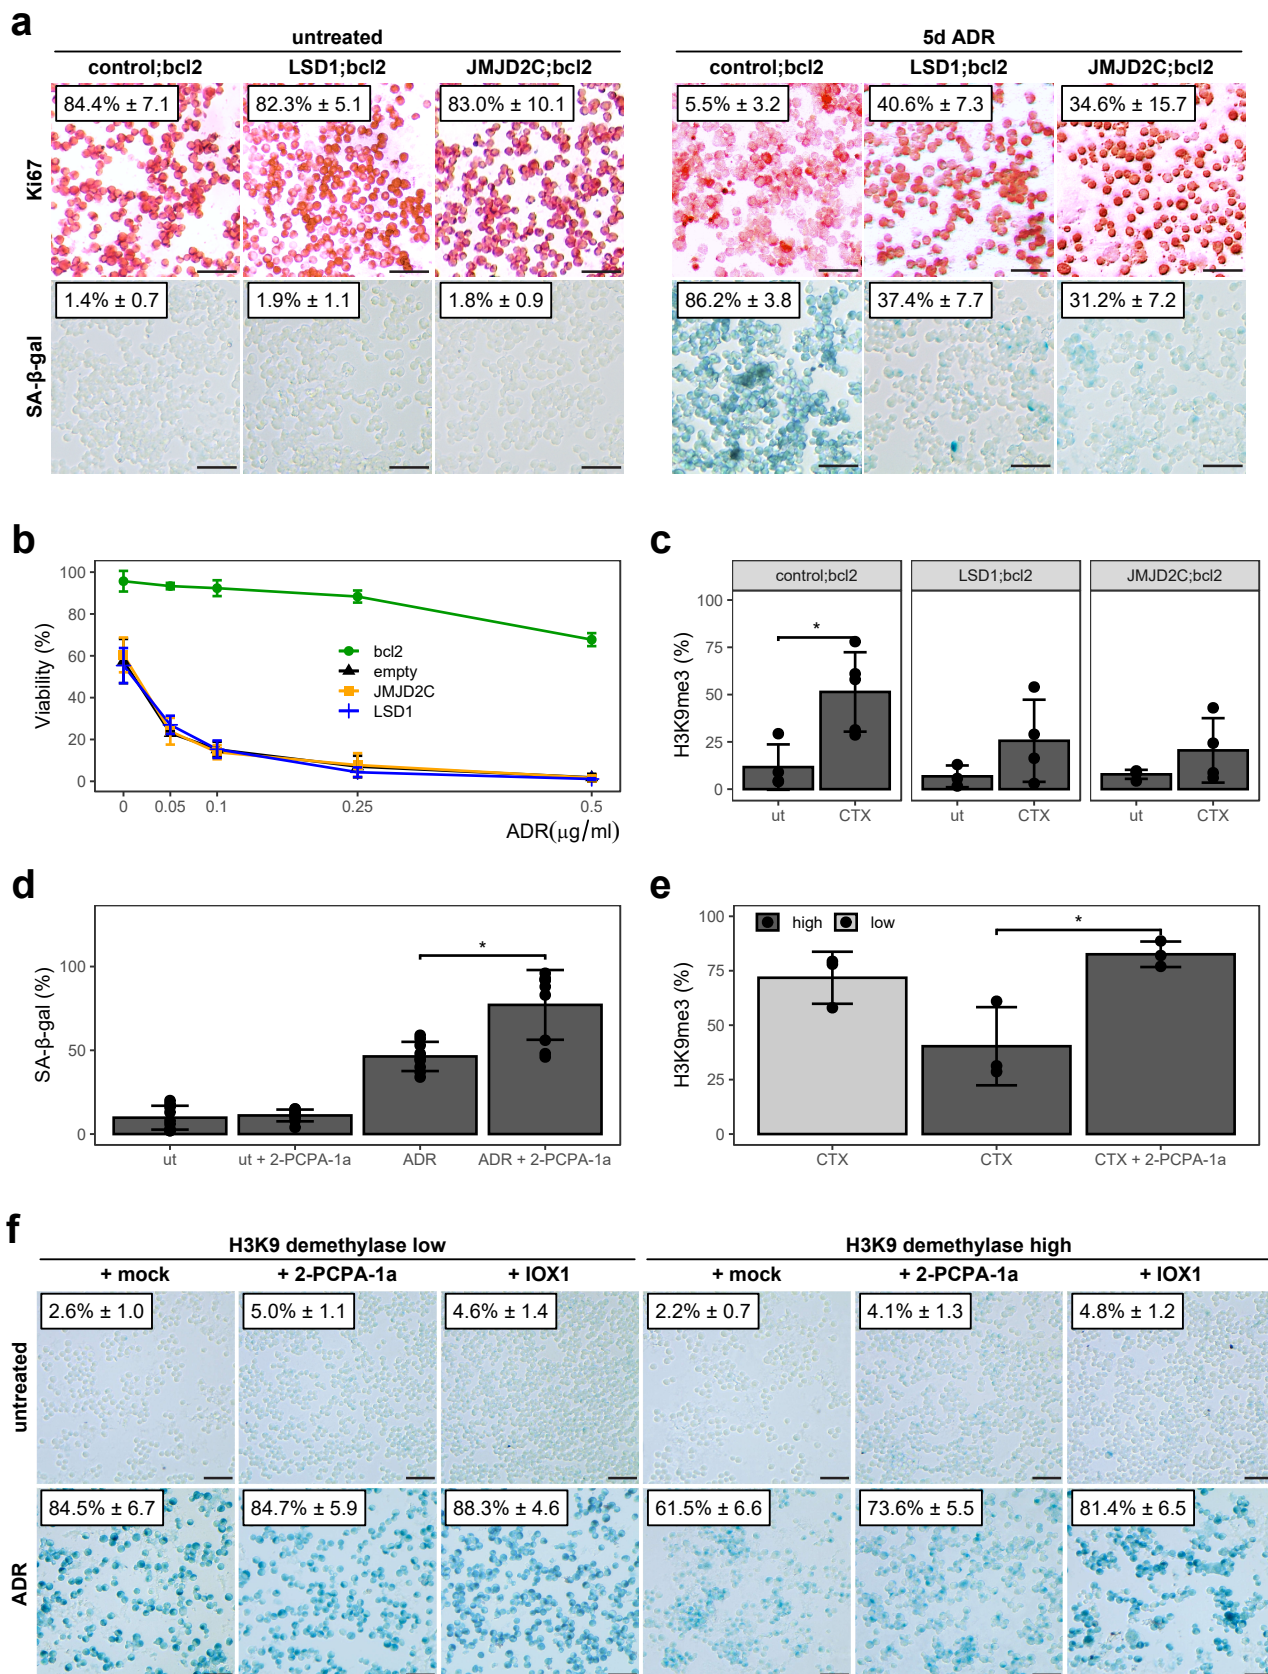 a
untreated
5d ADR
control;bcl2 LSD1;bcl2 JMJD2C;bcl2
control;bcl2 LSD1;bcl2 JMJD2C;bcl2
Ki67
84.4% ± 7.1 82.3% ± 5.1 83.0% ± 10.1
5.5% ± 3.2 40.6% ± 7.3 34.6% ± 15.7
SA-β-gal
1.4% ± 0.7 1.9% ± 1.1 1.8% ± 0.9
86.2% ± 3.8 37.4% ± 7.7 31.2% ± 7.2
b
Viability (%)
100
80
60
40
20
0
bcl2
empty
JMJD2C
LSD1
0 0.05 0.1 0.25 0.5
ADR(μg/ml)
c
control;bcl2 LSD1;bcl2 JMJD2C;bcl2
H3K9me3 (%)
100
75
50
25
0
*
ut CTX ut CTX ut CTX
d
SA-β-gal (%)
100
50
0
*
ut ut + 2-PCPA-1a ADR ADR + 2-PCPA-1a
e
H3K9me3 (%)
100
75
50
25
0
high low
*
CTX CTX CTX + 2-PCPA-1a
f
H3K9 demethylase low H3K9 demethylase high
+ mock + 2-PCPA-1a + IOX1 + mock + 2-PCPA-1a + IOX1
untreated
2.6% ± 1.0 5.0% ± 1.1 4.6% ± 1.4 2.2% ± 0.7 4.1% ± 1.3 4.8% ± 1.2
ADR
84.5% ± 6.7 84.7% ± 5.9 88.3% ± 4.6 61.5% ± 6.6 73.6% ± 5.5 81.4% ± 6.5